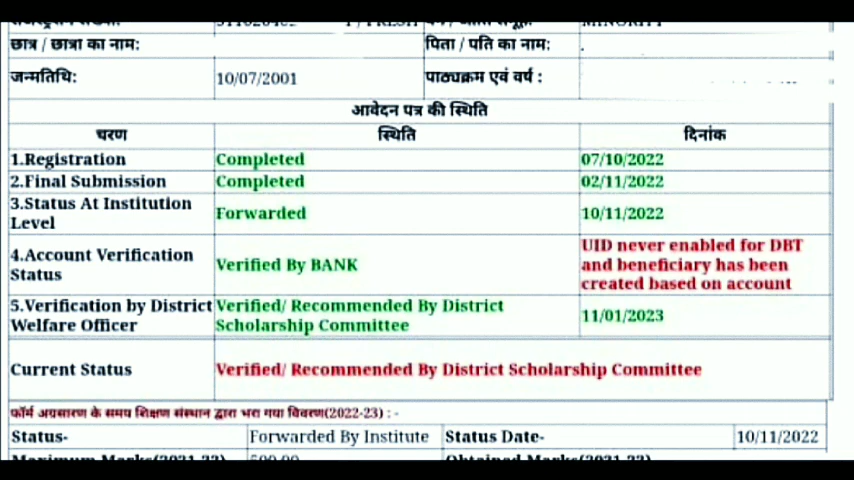 छात्र / छात्रा का नाम: पिता / पति का नाम:
जन्मतिथि: 10/07/2001 पाठ्यक्रम एवं वर्ष :
आवेदन पत्र की स्थिति
चरण स्थिति दिनांक
1.Registration Completed 07/10/2022
2.Final Submission Completed 02/11/2022
3.Status At Institution Level Forwarded 10/11/2022
4.Account Verification Status Verified By BANK UID never enabled for DBT and beneficiary has been created based on account
5.Verification by District Welfare Officer Verified/ Recommended By District Scholarship Committee 11/01/2023
Current Status Verified/ Recommended By District Scholarship Committee
फॉर्म अग्रसारण के समय शिक्षण संस्थान द्वारा भरा गया विवरण(2022-23) : -
Status- Forwarded By Institute Status Date- 10/11/2022